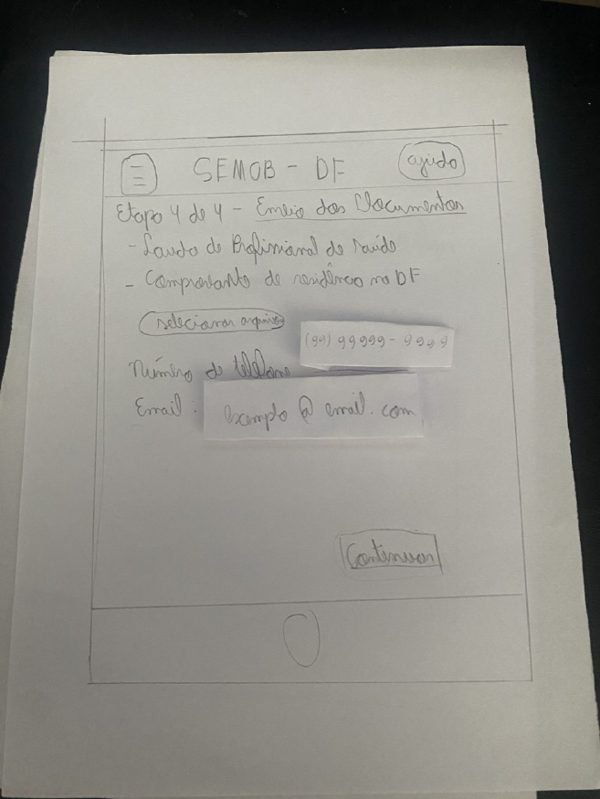 SEMOB - DF
ajuda
Etapa 4 de 4 - Envio dos Documentos
- Laudo de Profissional de saúde
- Comprovante de residência no DF
selecionar arquivo
(99) 99999-9999
Número de telefone
Email : exemplo @ email.com
Continuar